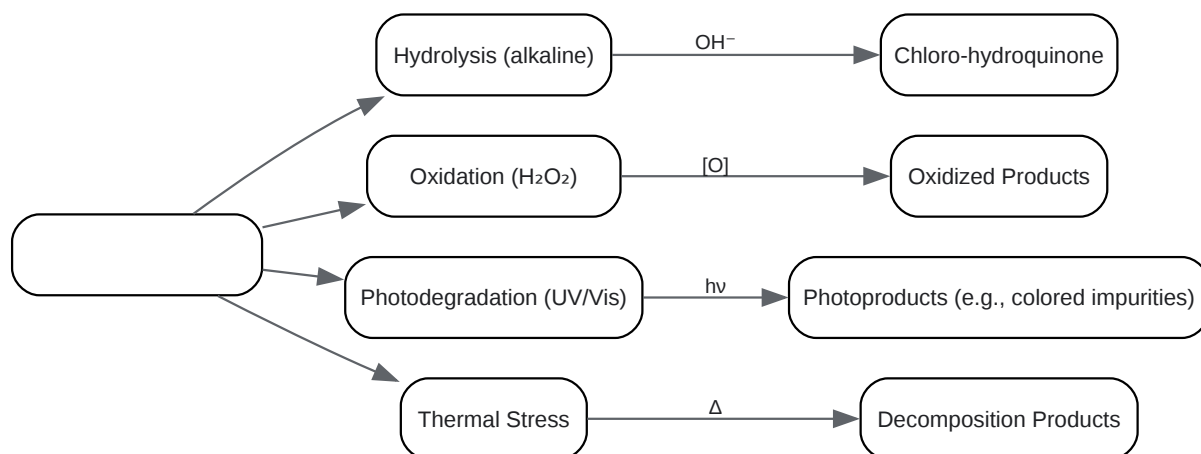 Hydrolysis (alkaline)
OH⁻
Chloro-hydroquinone
Oxidation (H₂O₂)
[O]
Oxidized Products
Photodegradation (UV/Vis)
hν
Photoproducts (e.g., colored impurities)
Thermal Stress
Δ
Decomposition Products